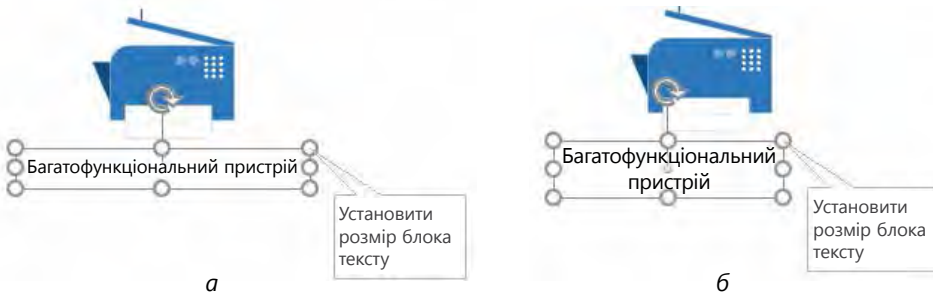 Багатофункціональний пристрій
Установити
розмір блока
тексту
а
Багатофункціональний
пристрій
Установити
розмір блока
тексту
б